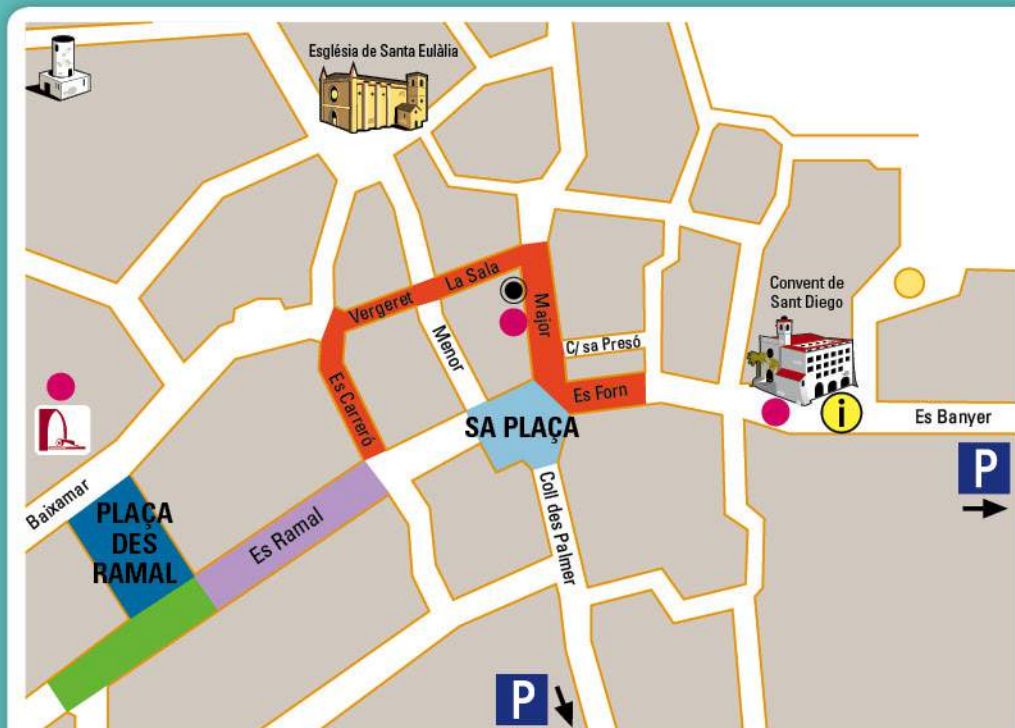 Església de Santa Eulàlia
Convent de
Sant Diego
La Sala
Vergeret
Major
Menor
C/ sa Presó
Es Carreró
Es Forn
SA PLAÇA
i
Es Banyer
P
Baixamar
PLAÇA
DES
RAMAL
Es Ramal
Coll des Palmer
P